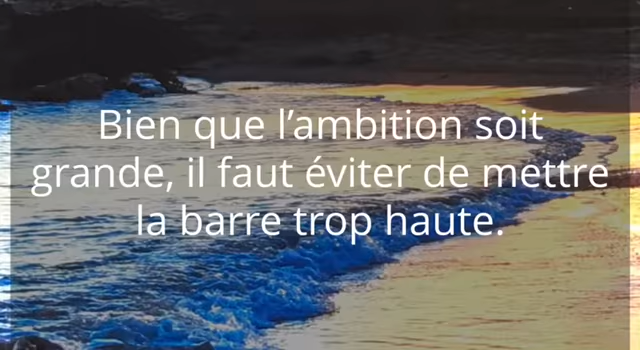 Bien que l’ambition soit
grande, il faut éviter de mettre
la barre trop haute.